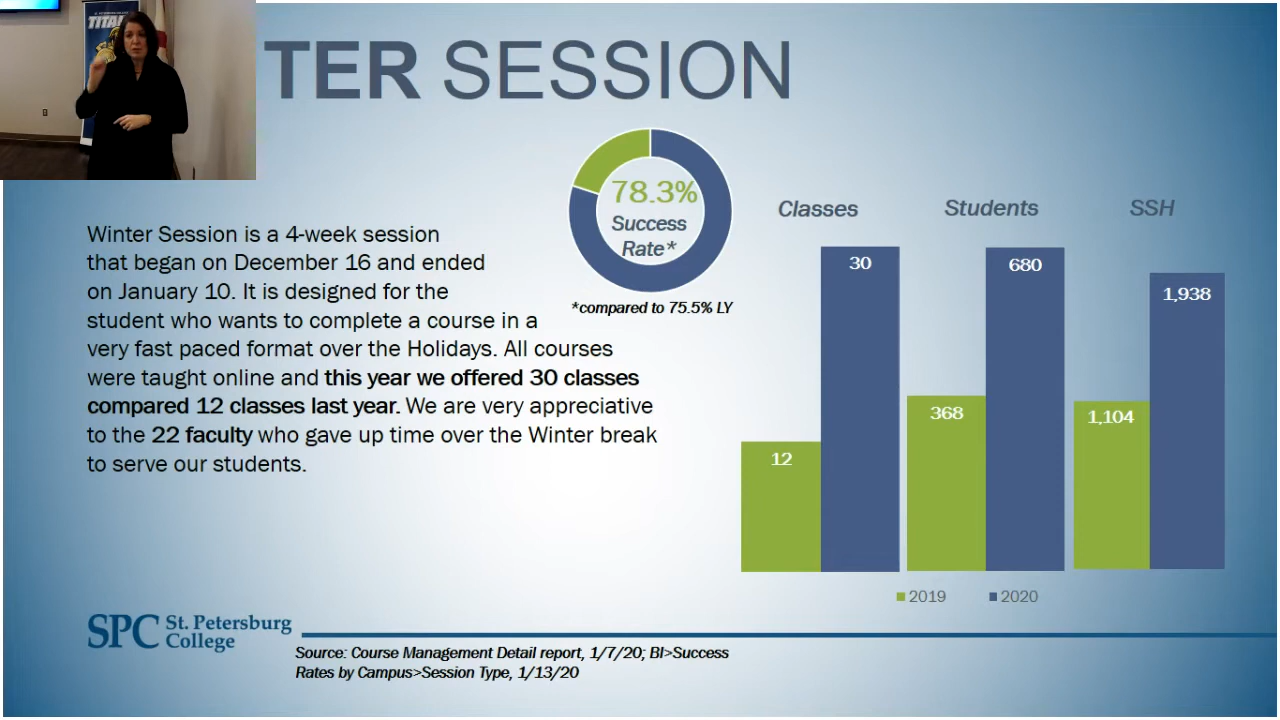 TITA
TER SESSION
78.3%
Success
Rate*
*compared to 75.5% LY
Winter Session is a 4-week session
that began on December 16 and ended
on January 10. It is designed for the
student who wants to complete a course in a
very fast paced format over the Holidays. All courses
were taught online and this year we offered 30 classes
compared 12 classes last year. We are very appreciative
to the 22 faculty who gave up time over the Winter break
to serve our students.
Classes Students SSH
12 30 368 680 1,104 1,938
2019 2020
SPC St. Petersburg
College
Source: Course Management Detail report, 1/7/20; BI>Success
Rates by Campus>Session Type, 1/13/20